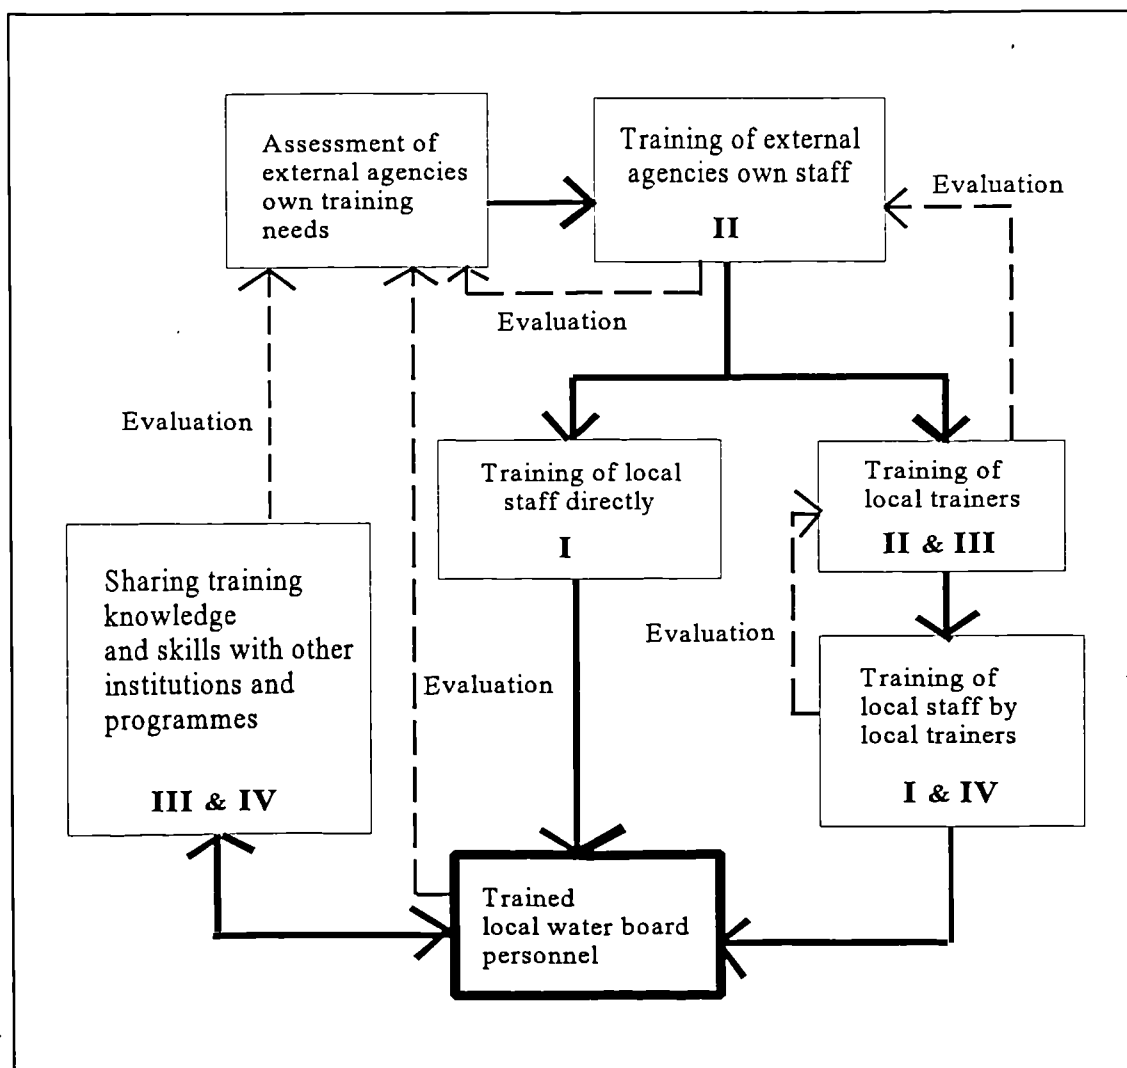 Assessment of
external agencies
own training
needs
Training of external
agencies own staff
II
Evaluation
Evaluation
Evaluation
Training of local
staff directly
I
Training of
local trainers
II & III
Sharing training
knowledge
and skills with other
institutions and
programmes
III & IV
Evaluation
Evaluation
Training of
local staff by
local trainers
I & IV
Trained
local water board
personnel